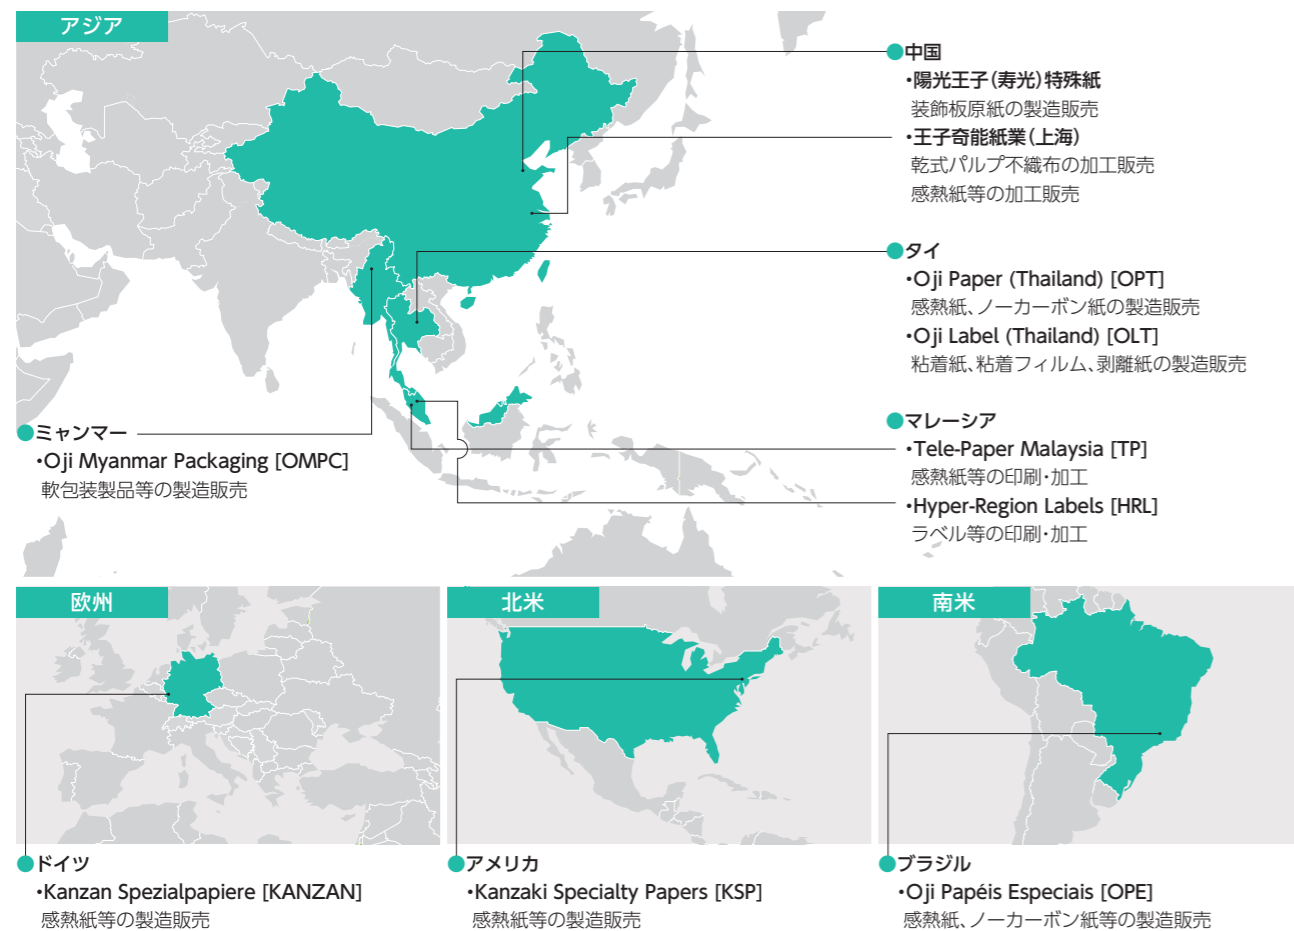 アジア
●中国
・陽光王子(寿光)特殊紙
装飾板原紙の製造販売
・王子奇能紙業(上海)
乾式パルプ不織布の加工販売
感熱紙等の加工販売
●タイ
・Oji Paper (Thailand) [OPT]
感熱紙、ノーカーボン紙の製造販売
・Oji Label (Thailand) [OLT]
粘着紙、粘着フィルム、剥離紙の製造販売
●マレーシア
・Tele-Paper Malaysia [TP]
感熱紙等の印刷・加工
・Hyper-Region Labels [HRL]
ラベル等の印刷・加工
●ミャンマー
・Oji Myanmar Packaging [OMPC]
軟包装製品等の製造販売
欧州
●ドイツ
・Kanzan Spezialpapiere [KANZAN]
感熱紙等の製造販売
北米
●アメリカ
・Kanzaki Specialty Papers [KSP]
感熱紙等の製造販売
南米
●ブラジル
・Oji Papéis Especiais [OPE]
感熱紙、ノーカーボン紙等の製造販売